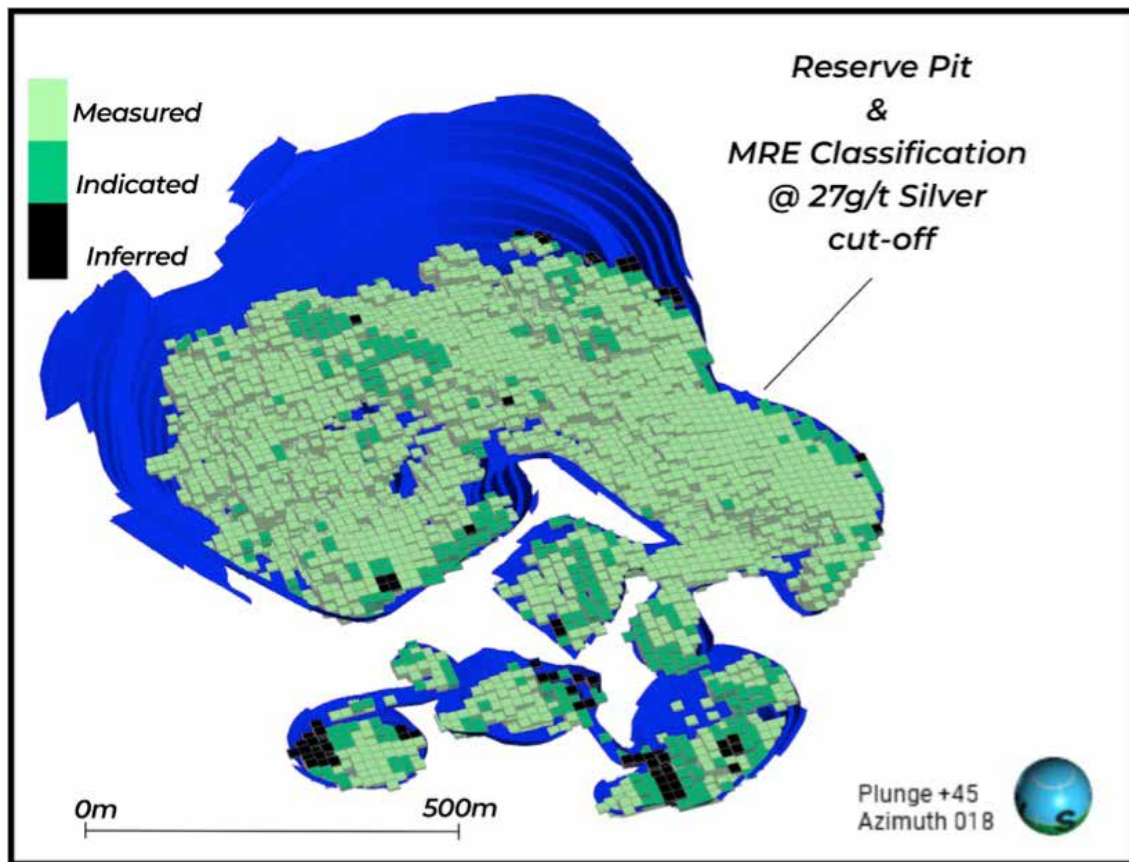 Measured
Indicated
Inferred
Reserve Pit
&
MRE Classification
@ 27g/t Silver
cut-off
0m
500m
Plunge +45
Azimuth 018
S